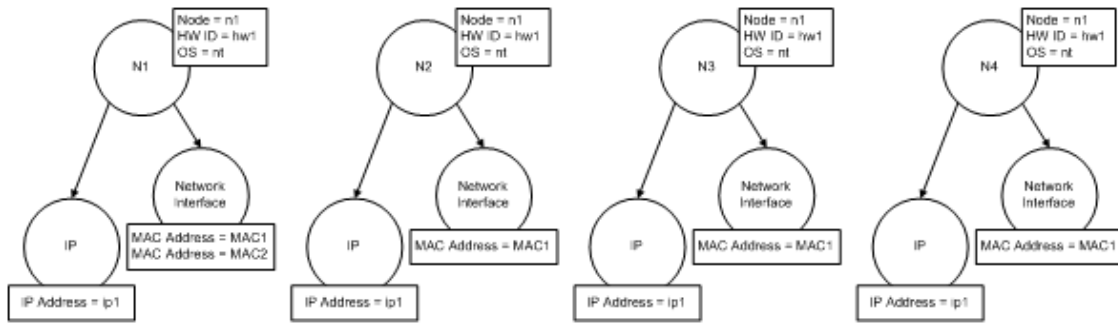 Node = n1
HW ID = hw1
OS = nt
N1
Network
Interface
MAC Address = MAC1
MAC Address = MAC2
IP
IP Address = ip1
Node = n1
HW ID = hw1
OS = nt
N2
Network
Interface
MAC Address = MAC1
IP
IP Address = ip1
Node = n1
HW ID = hw1
OS = nt
N3
Network
Interface
MAC Address = MAC1
IP
IP Address = ip1
Node = n1
HW ID = hw1
OS = nt
N4
Network
Interface
MAC Address = MAC1
IP
IP Address = ip1